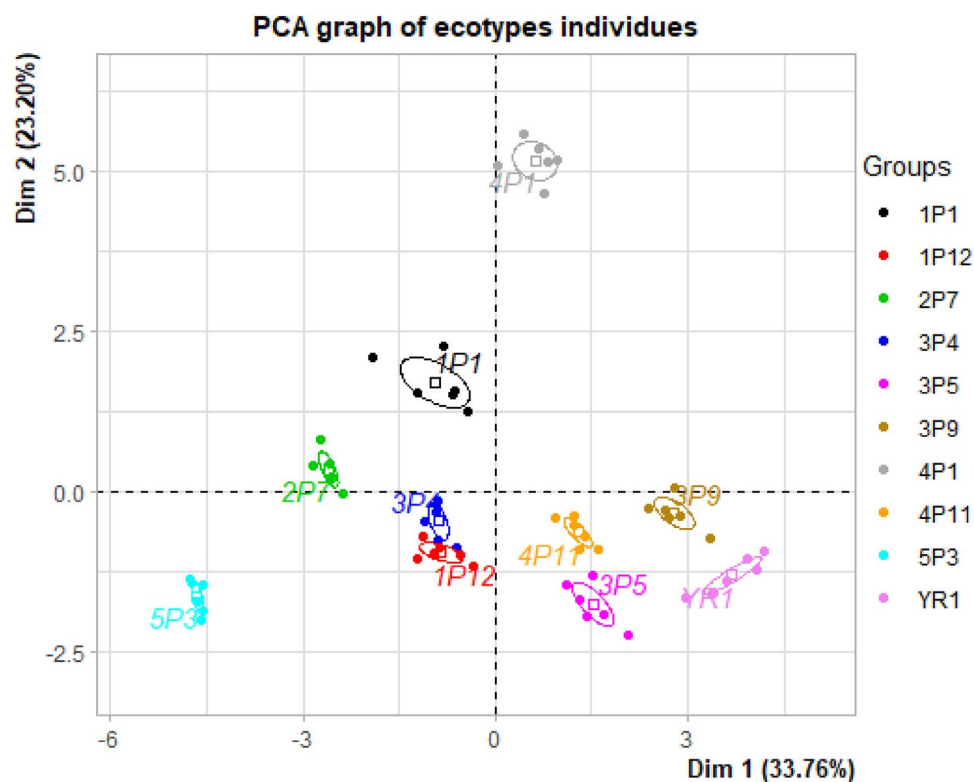 PCA graph of ecotypes individues
Dim 2 (23.20%)
5.0
2.5
0.0
-2.5
4P1
1P1
2P7
3P4
3P9
1P12
4P11
3P5
YR1
5P3
-6
-3
0
3
Dim 1 (33.76%)
Groups
1P1
1P12
2P7
3P4
3P5
3P9
4P1
4P11
5P3
YR1